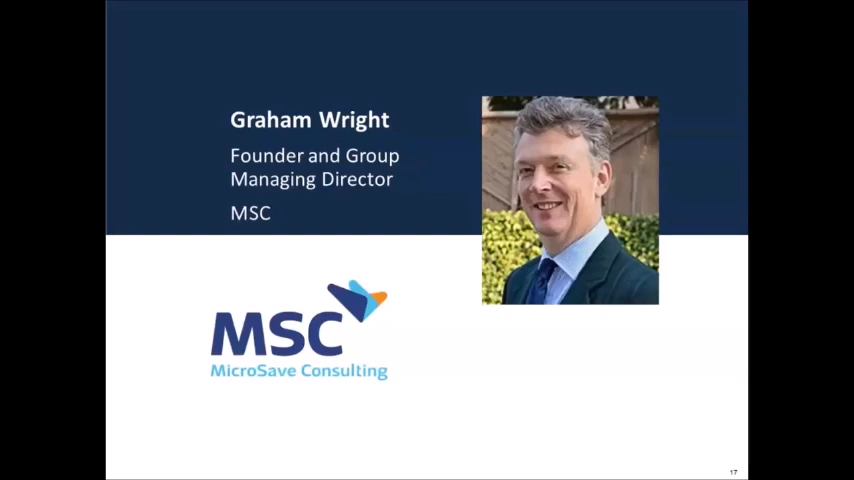 Graham Wright
Founder and Group
Managing Director
MSC
MSC
MicroSave Consulting
17